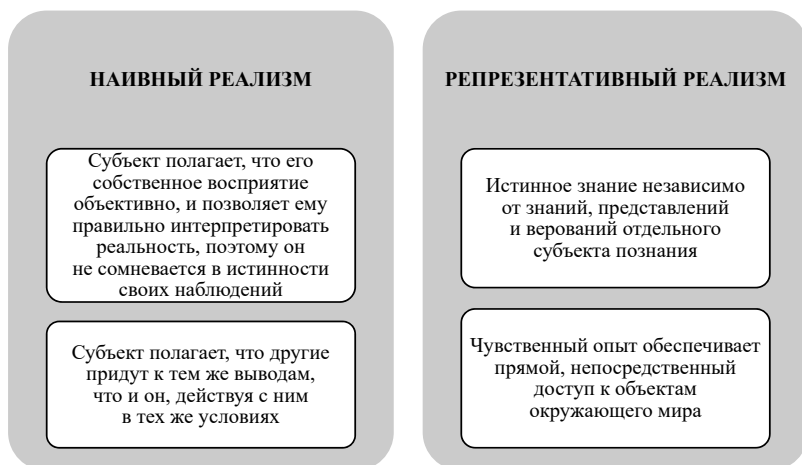 НАИВНЫЙ РЕАЛИЗМ
Субъект полагает, что его
собственное восприятие
объективно, и позволяет ему
правильно интерпретировать
реальность, поэтому он
не сомневается в истинности
своих наблюдений
Субъект полагает, что другие
придут к тем же выводам,
что и он, действуя с ним
в тех же условиях
РЕПРЕЗЕНТАТИВНЫЙ РЕАЛИЗМ
Истинное знание независимо
от знаний, представлений
и верований отдельного
субъекта познания
Чувственный опыт обеспечивает
прямой, непосредственный
доступ к объектам
окружающего мира